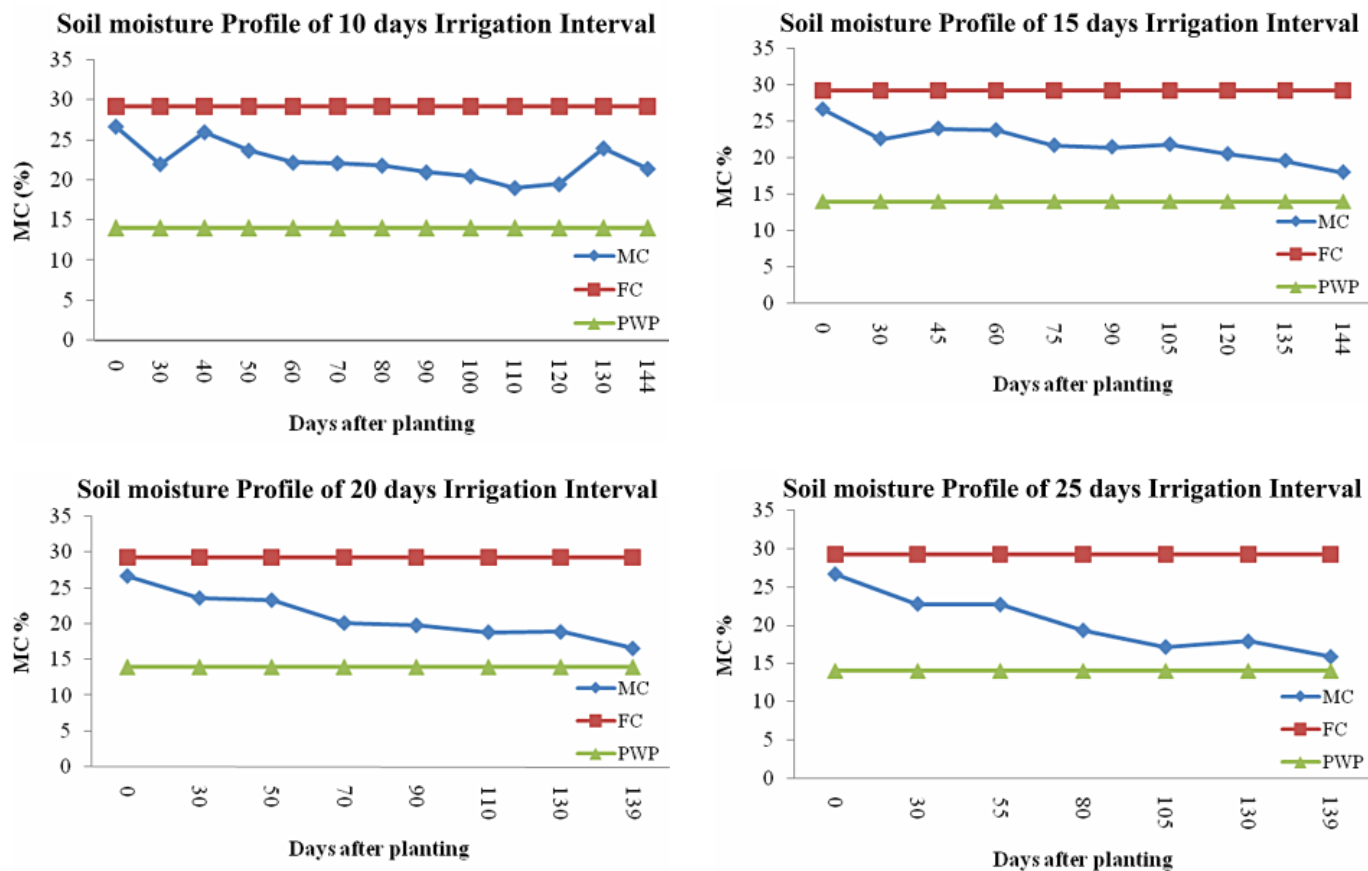 Soil moisture Profile of 10 days Irrigation Interval
35
30
25
20
15
10
5
0
MC (%)
MC
FC
PWP
0 30 40 50 60 70 80 90 100 110 120 130 144
Days after planting
Soil moisture Profile of 15 days Irrigation Interval
35
30
25
20
15
10
5
0
MC %
MC
FC
PWP
0 30 45 60 75 90 105 120 135 144
Days after planting
Soil moisture Profile of 20 days Irrigation Interval
35
30
25
20
15
10
5
0
MC %
MC
FC
PWP
0 30 50 70 90 110 130 139
Days after planting
Soil moisture Profile of 25 days Irrigation Interval
35
30
25
20
15
10
5
0
MC %
MC
FC
PWP
0 30 55 80 105 130 139
Days after planting